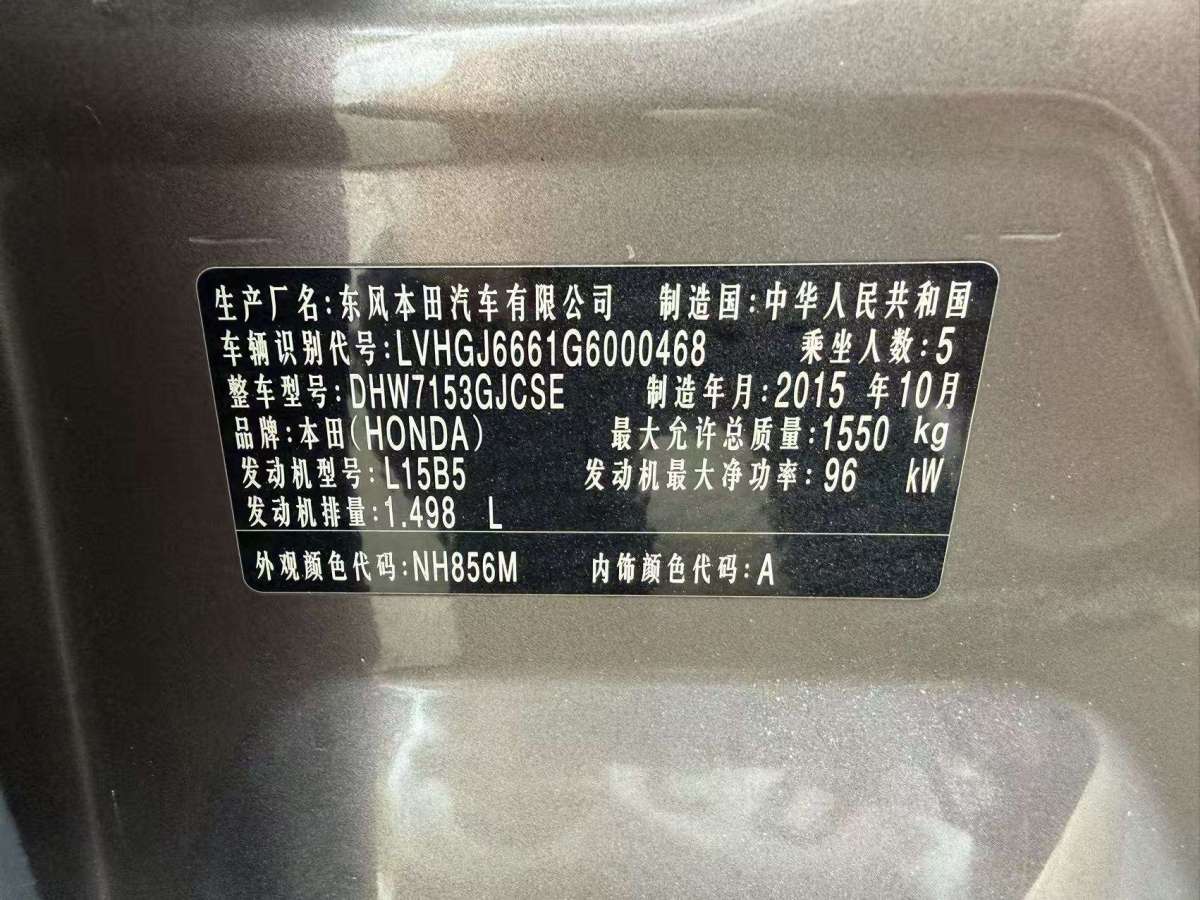 生产厂名:东风本田汽车有限公司 制造国:中华人民共和国
车辆识别代号:LVHGJ6661G6000468 乘坐人数:5
整车型号:DHW7153GJCSE 制造年月:2015 年10月
品牌:本田(HONDA) 最大允许总质量:1550 kg
发动机型号:L15B5 发动机最大净功率:96 kW
发动机排量:1.498 L
外观颜色代码:NH856M 内饰颜色代码:A